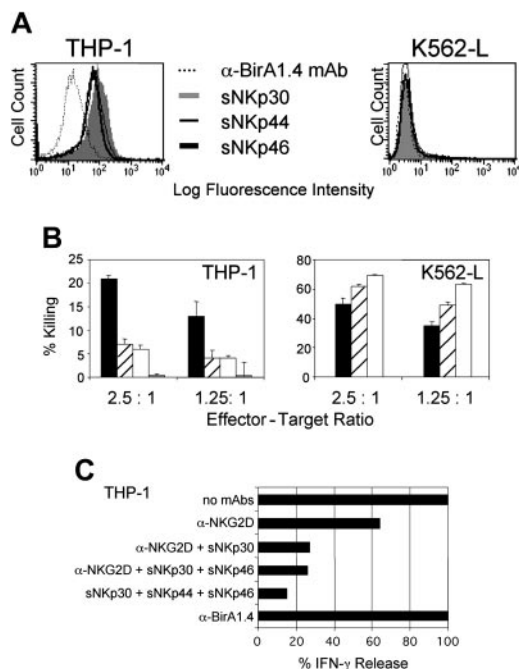 A
THP-1
K562-L
Cell Count
10⁰ 10¹ 10² 10³ 10⁴
α-BirA1.4 mAb
sNKp30
sNKp44
sNKp46
Cell Count
10⁰ 10¹ 10² 10³ 10⁴
Log Fluorescence Intensity
B
% Killing
25
20
15
10
5
0
THP-1
2.5 : 1
1.25: 1
80
60
40
20
0
K562-L
2.5 : 1
1.25 : 1
Effector-Target Ratio
C
THP-1
no mAbs
α-NKG2D
α-NKG2D + sNKp30
α-NKG2D + sNKp30 + sNKp46
sNKp30 + sNKp44 + sNKp46
α-BirA1.4
0 20 40 60 80 100
% IFN-γ Release